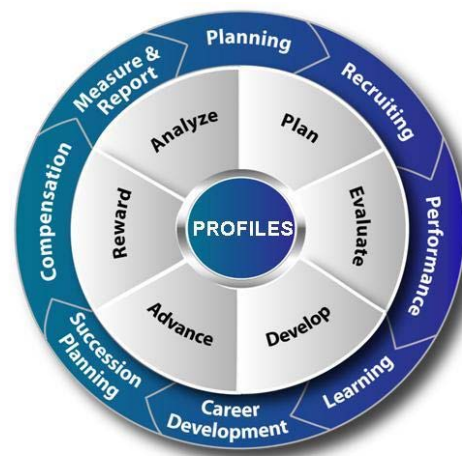 Planning
Recruiting
Performance
Learning
Career
Development
Succession
Planning
Compensation
Measure &
Report
Plan
Evaluate
Develop
Advance
Reward
Analyze
PROFILES